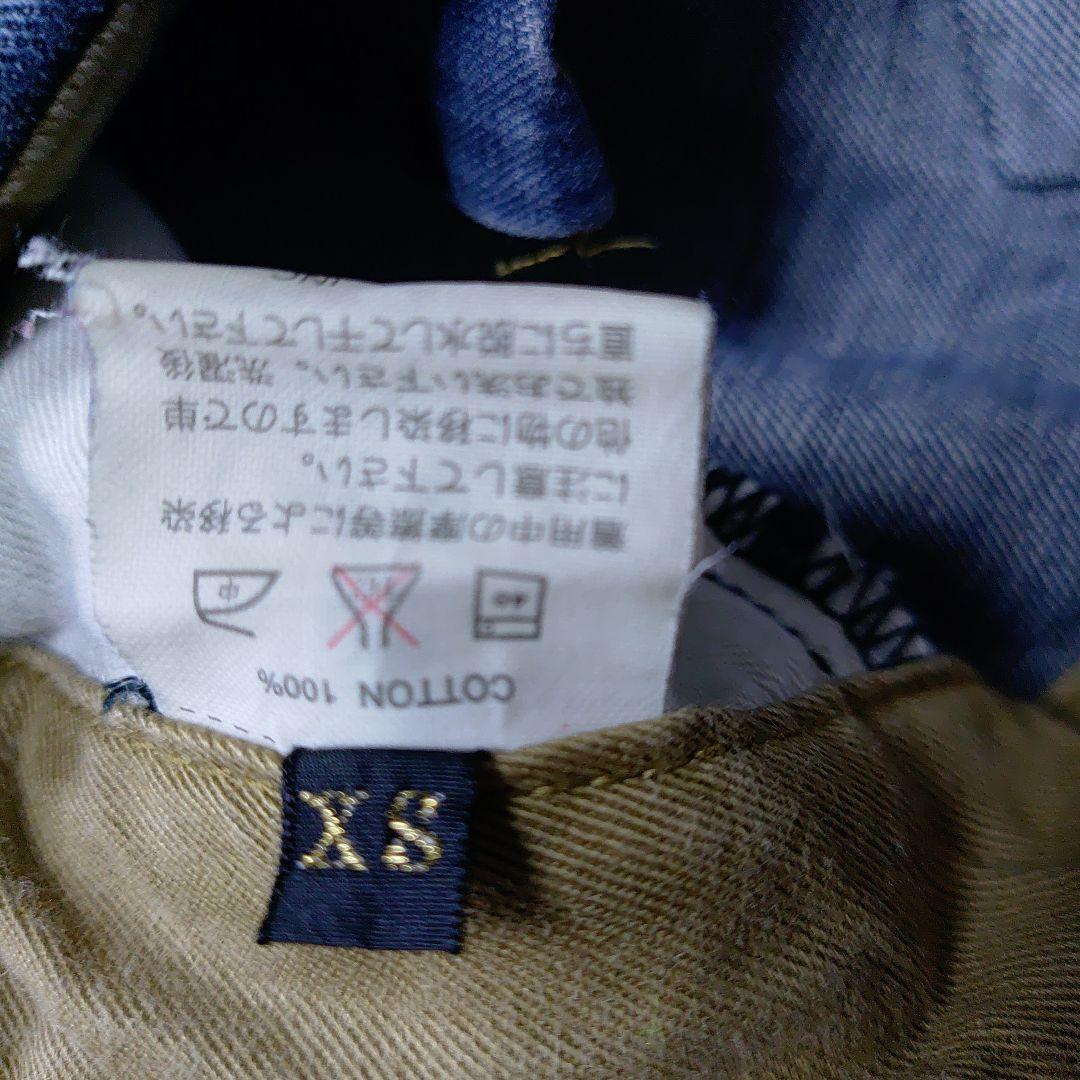 COTTON 100%
40
中
着用中の摩擦等による移染
に注意して下さい。
他の物に移染しますので単
独でお洗い下さい。洗濯後
直ちに脱水して干して下さい。
XS